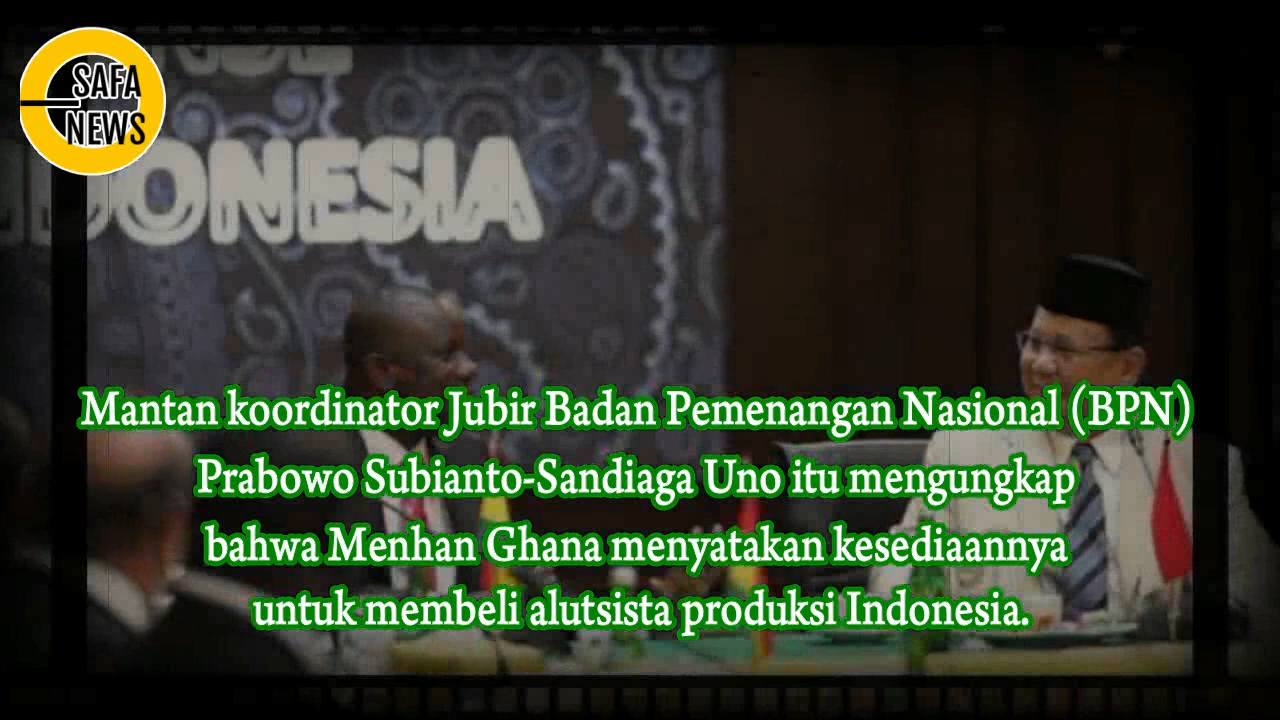 SAFA
NEWS
ONESIA
Mantan koordinator Jubir Badan Pemenangan Nasional (BPN)
Prabowo Subianto-Sandiaga Uno itu mengungkap
bahwa Menhan Ghana menyatakan kesediaannya
untuk membeli alutsista produksi Indonesia.